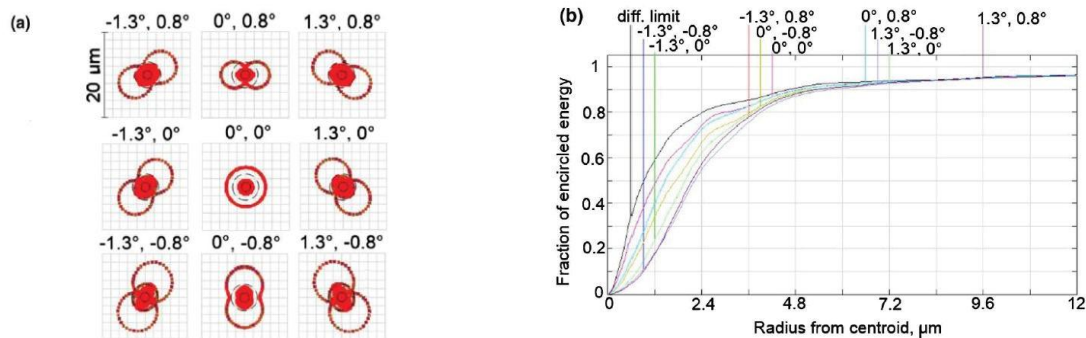 (a)
-1.3°, 0.8° 0°, 0.8° 1.3°, 0.8°
20 µm
-1.3°, 0° 0°, 0° 1.3°, 0°
-1.3°, -0.8° 0°, -0.8° 1.3°, -0.8°
(b)
diff. limit -1.3°, 0.8° 0°, 0.8° 1.3°, 0.8°
-1.3°, -0.8° 0°, -0.8° 1.3°, -0.8°
-1.3°, 0° 0°, 0° 1.3°, 0°
Fraction of encircled energy
1
0.8
0.6
0.4
0.2
0
0 2.4 4.8 7.2 9.6 12
Radius from centroid, µm